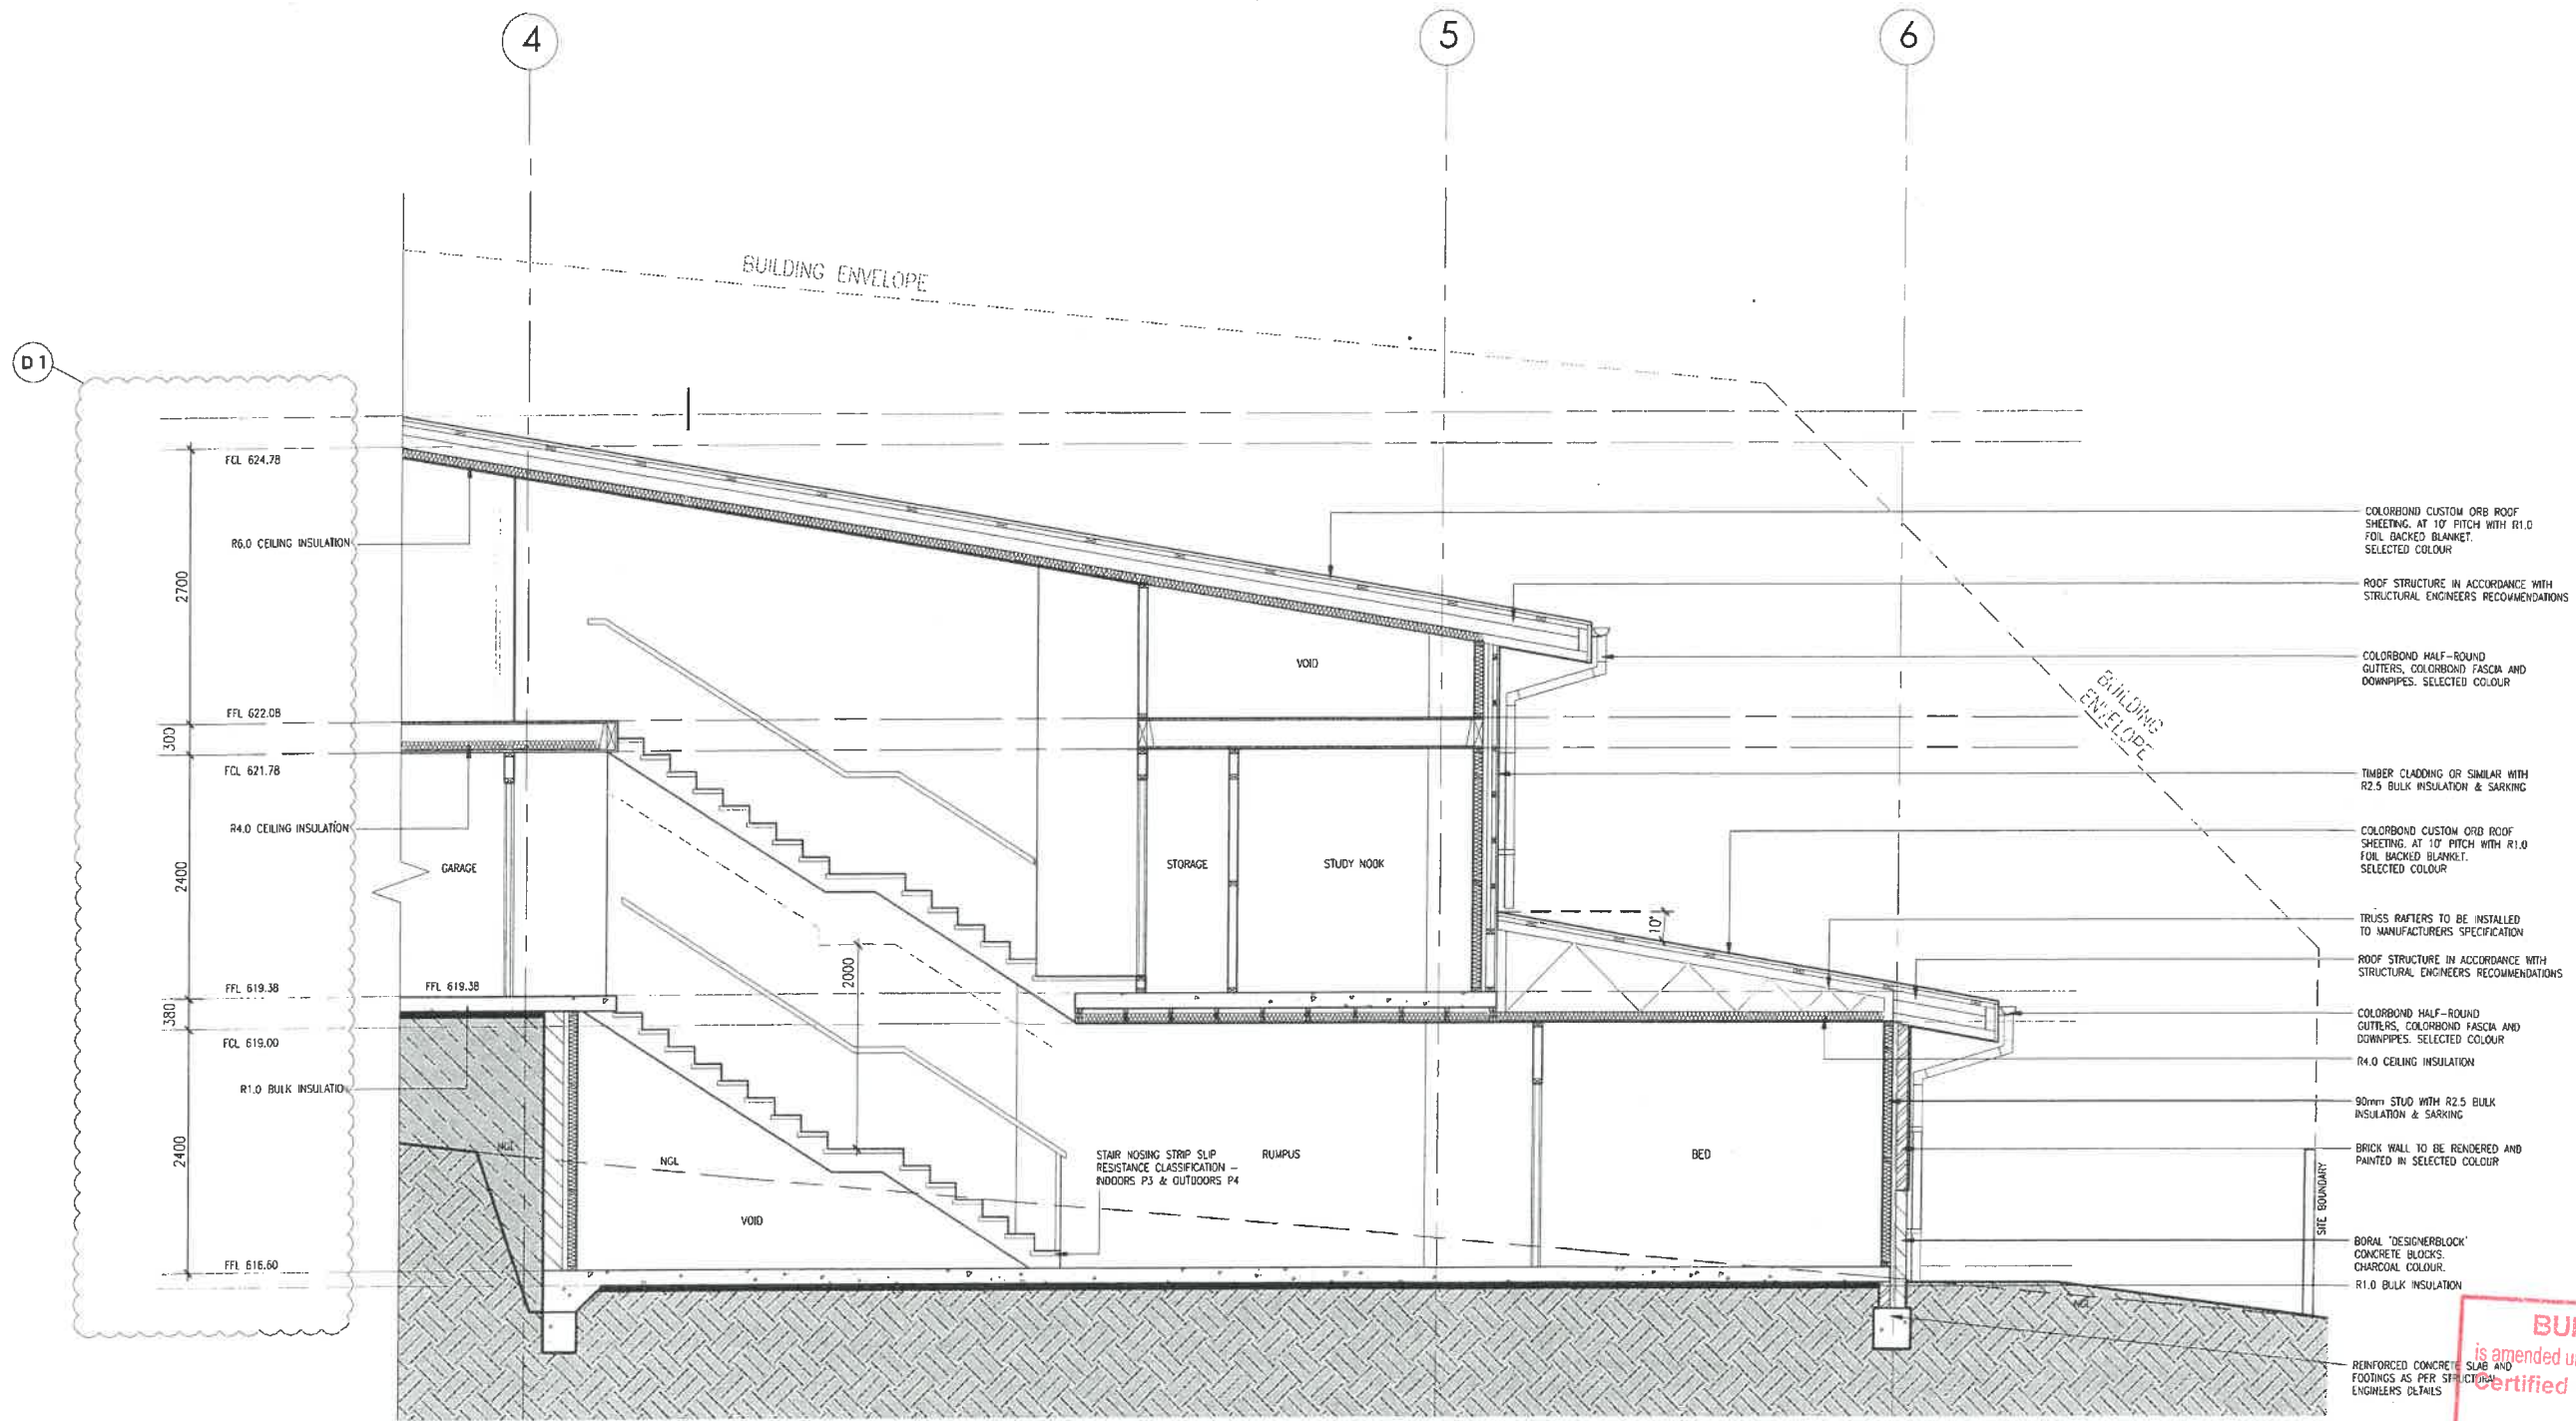 4
5
6
BUILDING ENVELOPE
D1
FCL 624.78
R6.0 CEILING INSULATION
2700
FFL 622.08
300
FCL 621.78
R4.0 CEILING INSULATION
2400
FFL 619.38
380
FCL 619.00
R1.0 BULK INSULATIO
2400
FFL 616.60
GARAGE
FFL 619.38
NGL
NGL
VOID
2000
VOID
STORAGE
STUDY NOOK
10°
STAIR NOSING STRIP SLIP
RESISTANCE CLASSIFICATION –
INDOORS P3 & OUTDOORS P4
RUMPUS
BED
BUILDING
ENVELOPE
SITE BOUNDARY
NGL
COLORBOND CUSTOM ORB ROOF
SHEETING. AT 10° PITCH WITH R1.0
FOIL BACKED BLANKET.
SELECTED COLOUR
ROOF STRUCTURE IN ACCORDANCE WITH
STRUCTURAL ENGINEERS RECOMMENDATIONS
COLORBOND HALF-ROUND
GUTTERS, COLORBOND FASCIA AND
DOWNPIPES. SELECTED COLOUR
TIMBER CLADDING OR SIMILAR WITH
R2.5 BULK INSULATION & SARKING
COLORBOND CUSTOM ORB ROOF
SHEETING. AT 10° PITCH WITH R1.0
FOIL BACKED BLANKET.
SELECTED COLOUR
TRUSS RAFTERS TO BE INSTALLED
TO MANUFACTURERS SPECIFICATION
ROOF STRUCTURE IN ACCORDANCE WITH
STRUCTURAL ENGINEERS RECOMMENDATIONS
COLORBOND HALF-ROUND
GUTTERS, COLORBOND FASCIA AND
DOWNPIPES. SELECTED COLOUR
R4.0 CEILING INSULATION
90mm STUD WITH R2.5 BULK
INSULATION & SARKING
BRICK WALL TO BE RENDERED AND
PAINTED IN SELECTED COLOUR
BORAL 'DESIGNERBLOCK'
CONCRETE BLOCKS.
CHARCOAL COLOUR.
R1.0 BULK INSULATION
REINFORCED CONCRETE SLAB AND
FOOTINGS AS PER STRUCTURAL
ENGINEERS DETAILS
BUI
is amended u
Certified